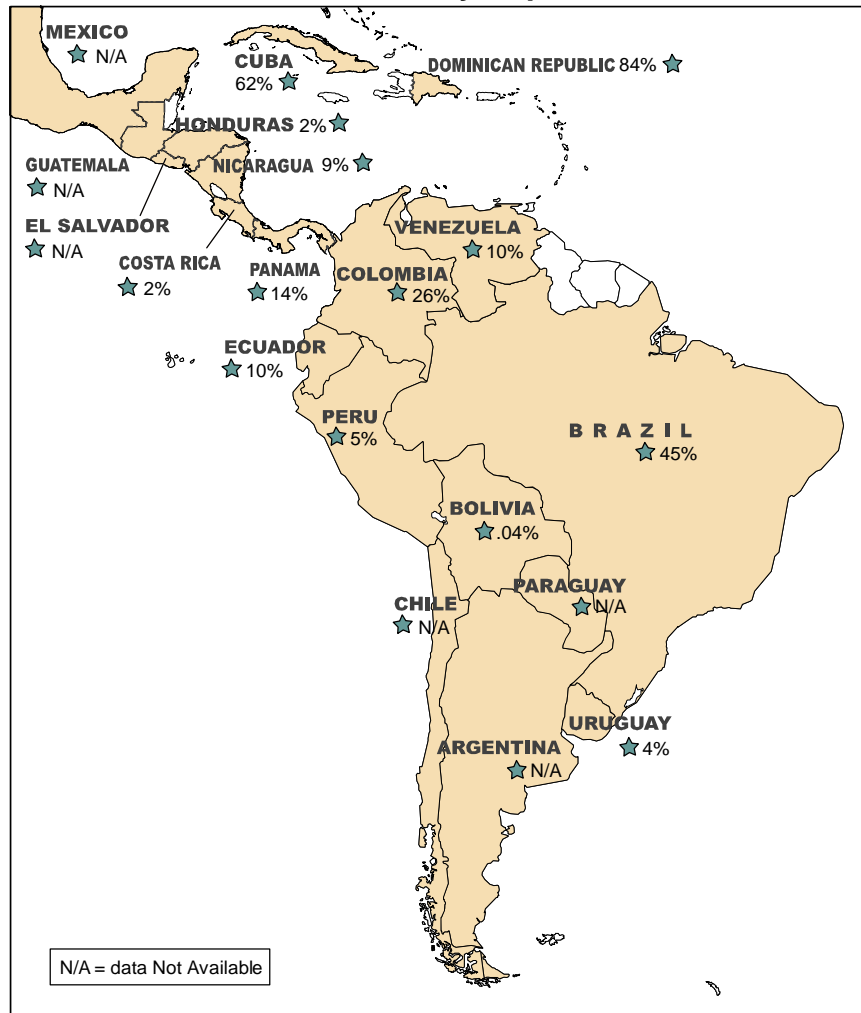 MEXICO
N/A
CUBA
62%
DOMINICAN REPUBLIC 84%
HONDURAS 2%
GUATEMALA
N/A
NICARAGUA 9%
EL SALVADOR
N/A
COSTA RICA
2%
PANAMA
14%
VENEZUELA
10%
COLOMBIA
26%
ECUADOR
10%
PERU
5%
B R A Z I L
45%
BOLIVIA
.04%
PARAGUAY
N/A
CHILE
N/A
URUGUAY
4%
ARGENTINA
N/A
N/A = data Not Available